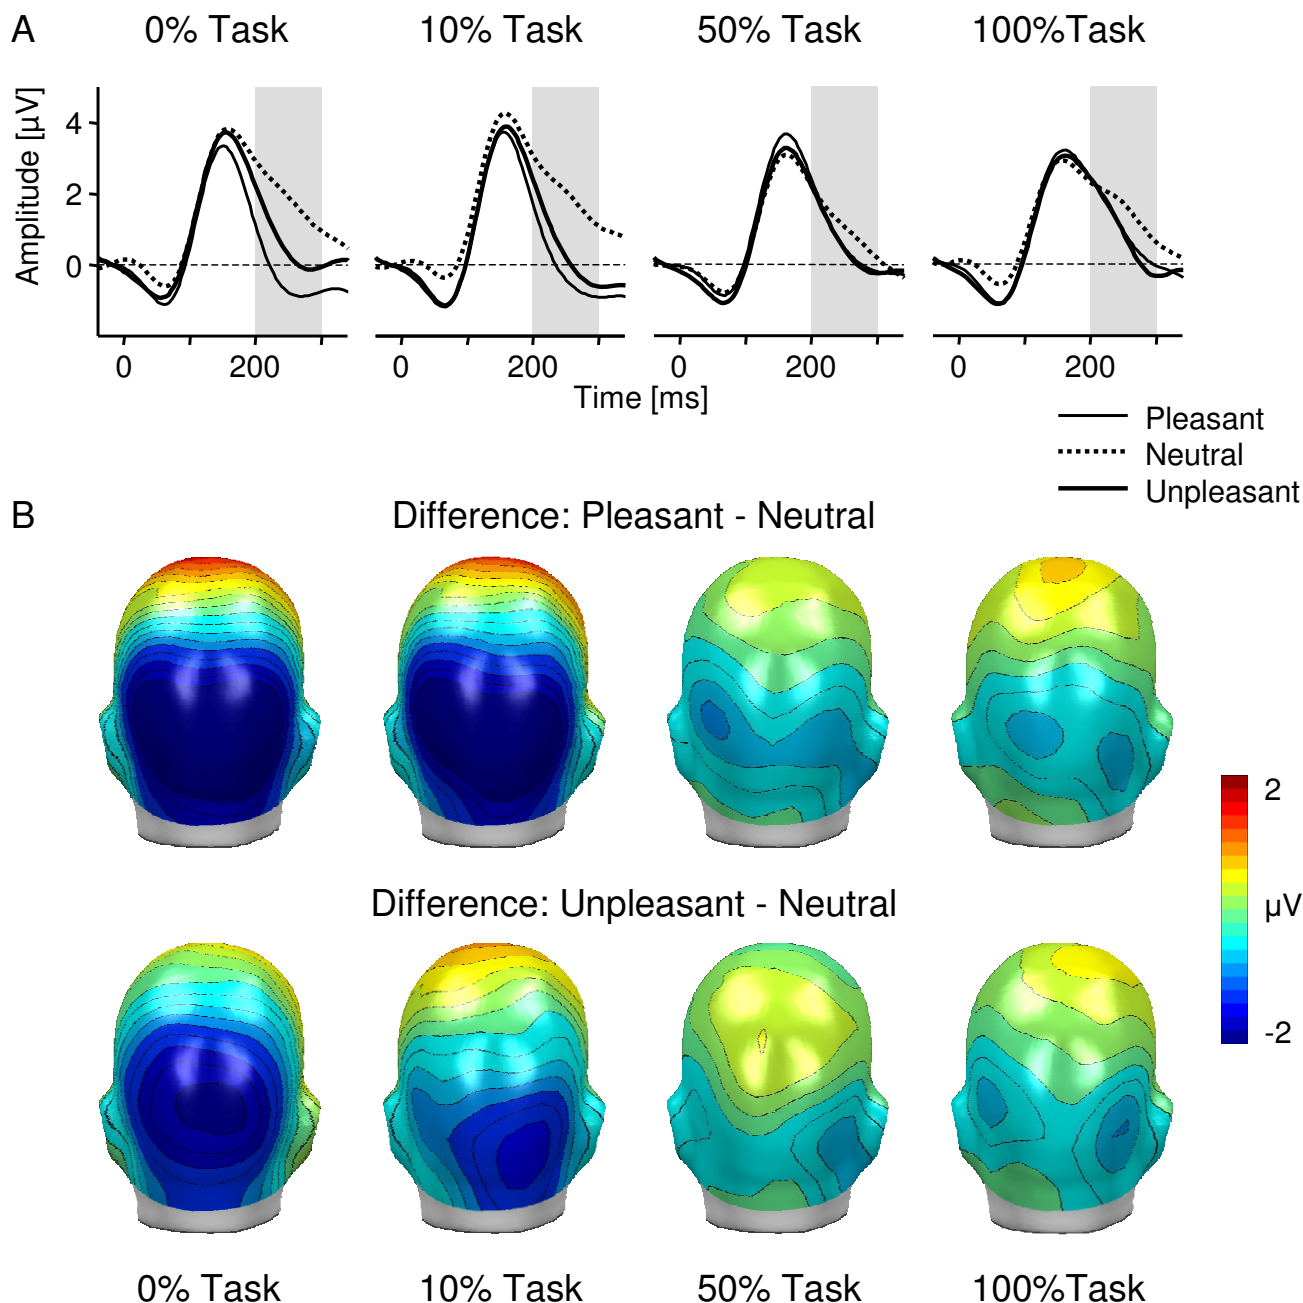 A
0% Task
10% Task
50% Task
100%Task
Amplitude [µV]
4
2
0
0
200
0
200
0
200
0
200
Time [ms]
Pleasant
Neutral
Unpleasant
B
Difference: Pleasant - Neutral
2
µV
-2
Difference: Unpleasant - Neutral
0% Task
10% Task
50% Task
100%Task